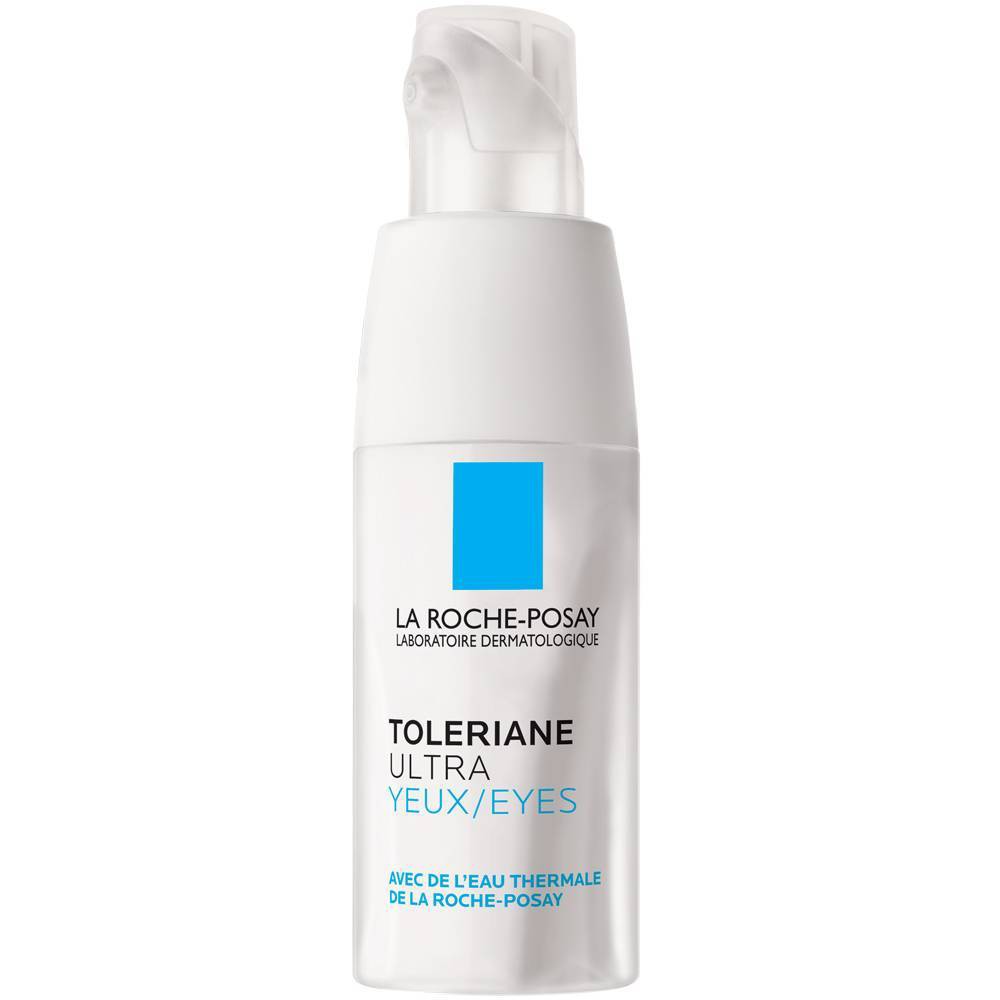 LA ROCHE-POSAY
LABORATOIRE DERMATOLOGIQUE
TOLERIANE
ULTRA
YEUX/EYES
AVEC DE L'EAU THERMALE
DE LA ROCHE-POSAY